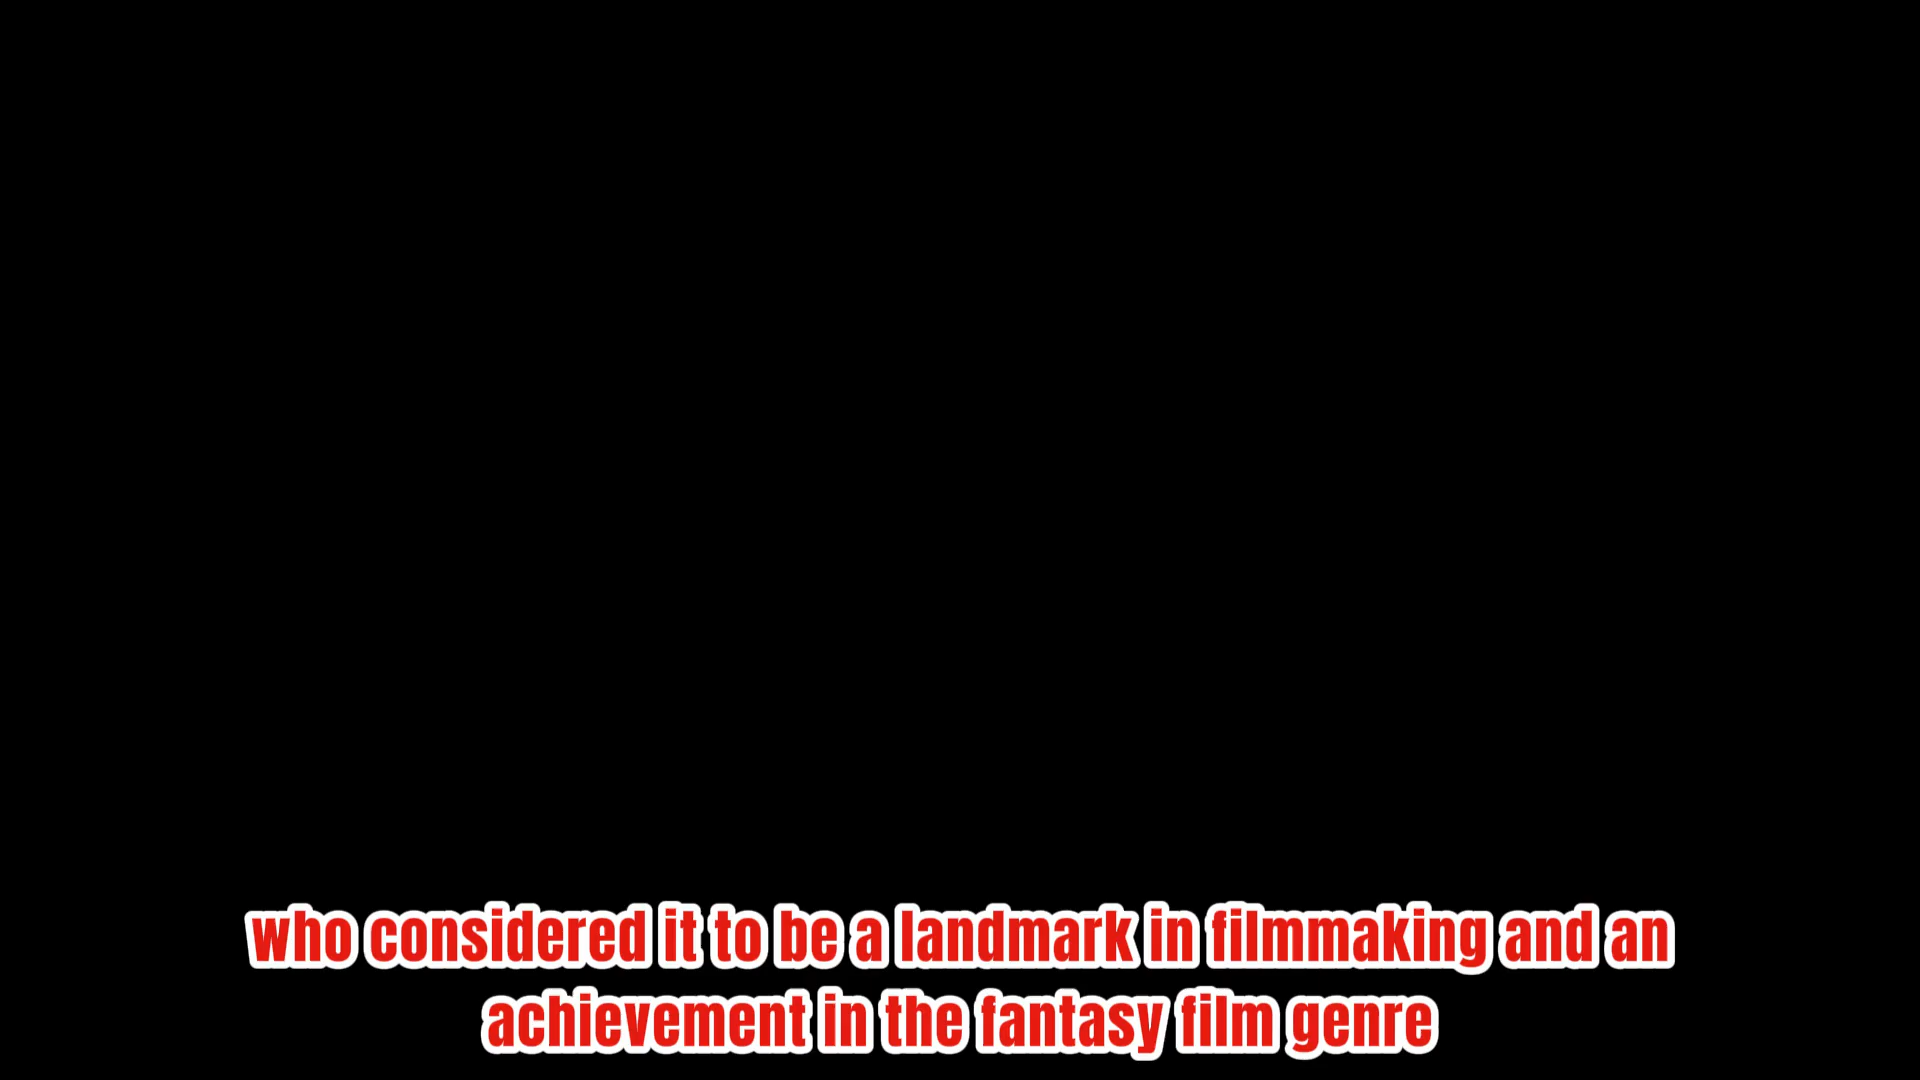 who considered it to be a landmark in filmmaking and an
achievement in the fantasy film genre